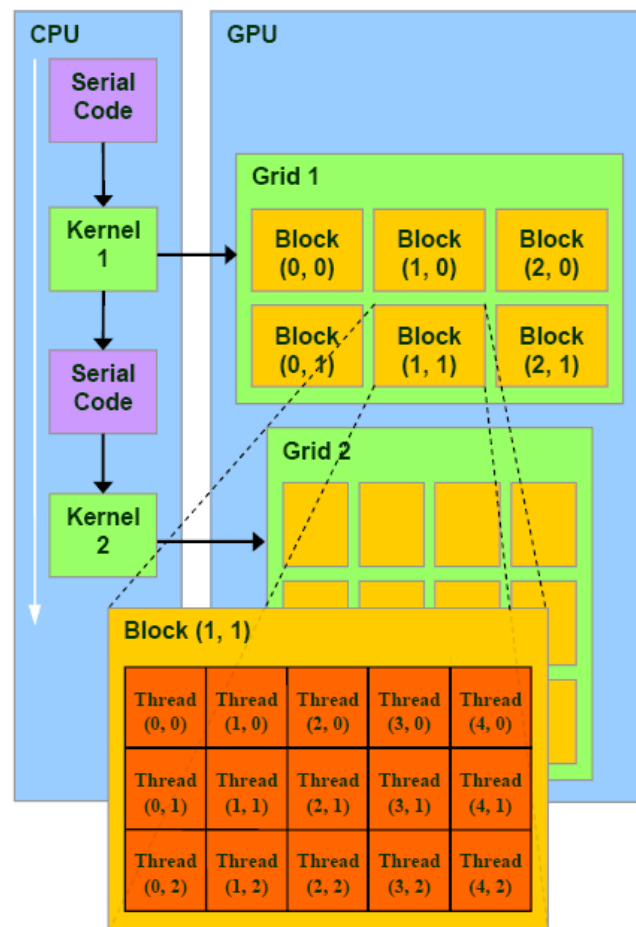 CPU
Serial
Code
Kernel
1
Serial
Code
Kernel
2
GPU
Grid 1
Block
(0, 0)
Block
(1, 0)
Block
(2, 0)
Block
(0, 1)
Block
(1, 1)
Block
(2, 1)
Grid 2
Block (1, 1)
Thread
(0, 0)
Thread
(1, 0)
Thread
(2, 0)
Thread
(3, 0)
Thread
(4, 0)
Thread
(0, 1)
Thread
(1, 1)
Thread
(2, 1)
Thread
(3, 1)
Thread
(4, 1)
Thread
(0, 2)
Thread
(1, 2)
Thread
(2, 2)
Thread
(3, 2)
Thread
(4, 2)